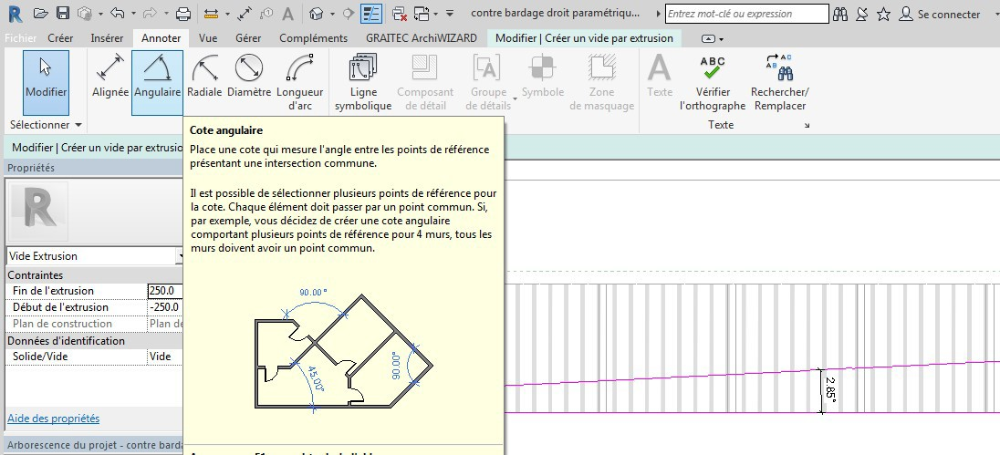 contre bardage droit paramétriqu...
Entrez mot-clé ou expression
Se connecter
Fichier Créer Insérer Annoter Vue Gérer Compléments GRAITEC ArchiWIZARD Modifier | Créer un vide par extrusion
Modifier
Alignée Angulaire Radiale Diamètre Longueur d'arc
Ligne symbolique
Composant de détail
Groupe de détails
Symbole
Zone de masquage
A
Texte
ABC
Vérifier l'orthographe
Rechercher/ Remplacer
Sélectionner
Texte
Modifier | Créer un vide par extrusio
Propriétés
R
Vide Extrusion
Contraintes
Fin de l'extrusion 250.0
Début de l'extrusion -250.0
Plan de construction Plan de
Données d'identification
Solide/Vide Vide
Aide des propriétés
Arborescence du projet - contre barda
Cote angulaire
Place une cote qui mesure l'angle entre les points de référence
présentant une intersection commune.
Il est possible de sélectionner plusieurs points de référence pour
la cote. Chaque élément doit passer par un point commun. Si,
par exemple, vous décidez de créer une cote angulaire
comportant plusieurs points de référence pour 4 murs, tous les
murs doivent avoir un point commun.
90.00°
45.00°
90.00°
2.85°